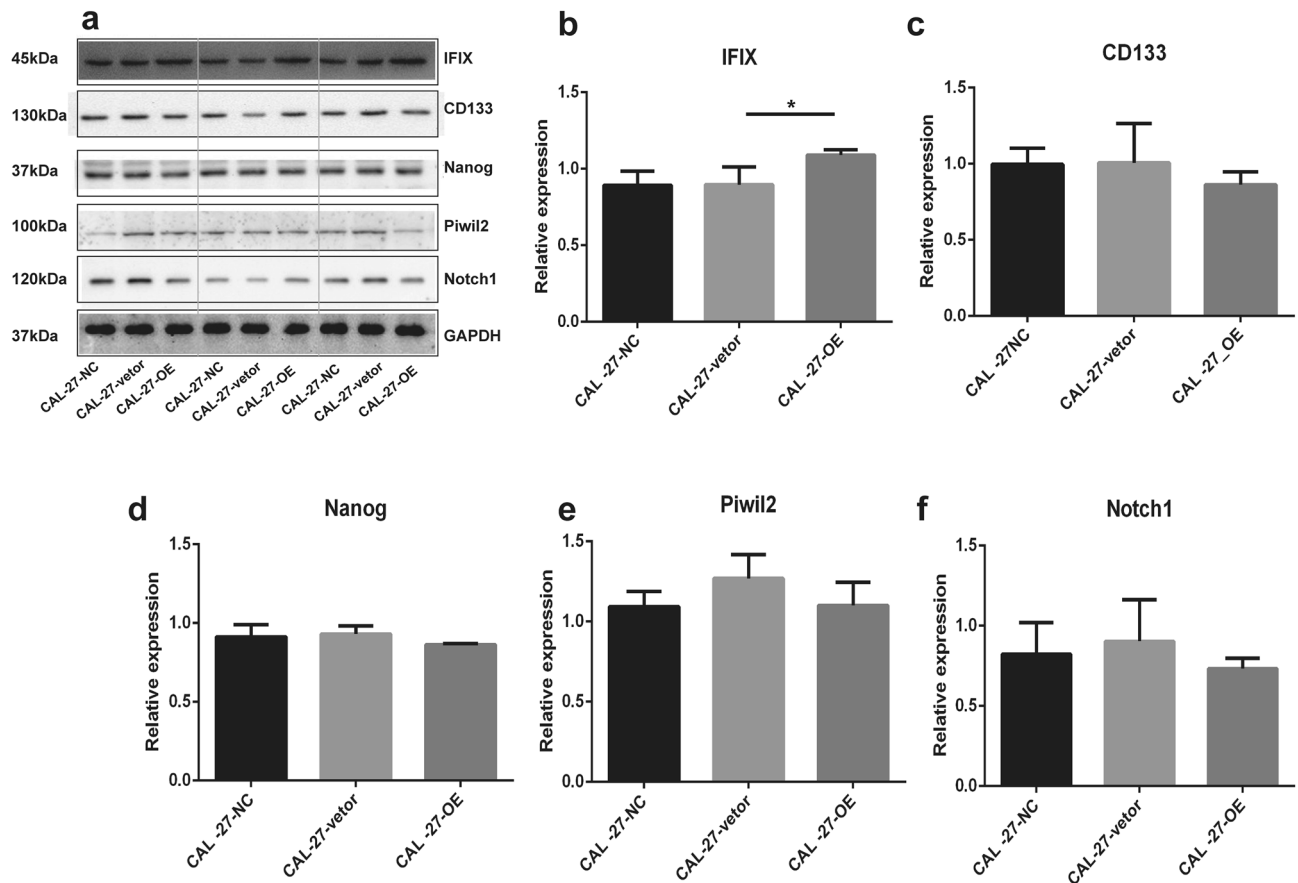 a
45kDa IFIX
130kDa CD133
37kDa Nanog
100kDa Piwil2
120kDa Notch1
37kDa GAPDH
CAL-27-NC CAL-27-vetor CAL-27-OE CAL-27-NC CAL-27-vetor CAL-27-OE CAL-27-NC CAL-27-vetor CAL-27-OE
b
IFIX
Relative expression
1.5
1.0
0.5
0.0
*
CAL -27-NC CAL-27-vetor CAL -27-OE
c
CD133
Relative expression
1.5
1.0
0.5
0.0
CAL -27NC CAL-27-vetor CAL -27_OE
d
Nanog
Relative expression
1.5
1.0
0.5
0.0
CAL -27-NC CAL-27-vetor CAL -27-OE
e
Piwil2
Relative expression
1.5
1.0
0.5
0.0
CAL -27-NC CAL-27-vetor CAL -27-OE
f
Notch1
Relative expression
1.5
1.0
0.5
0.0
CAL -27-NC CAL-27-vetor CAL -27-OE